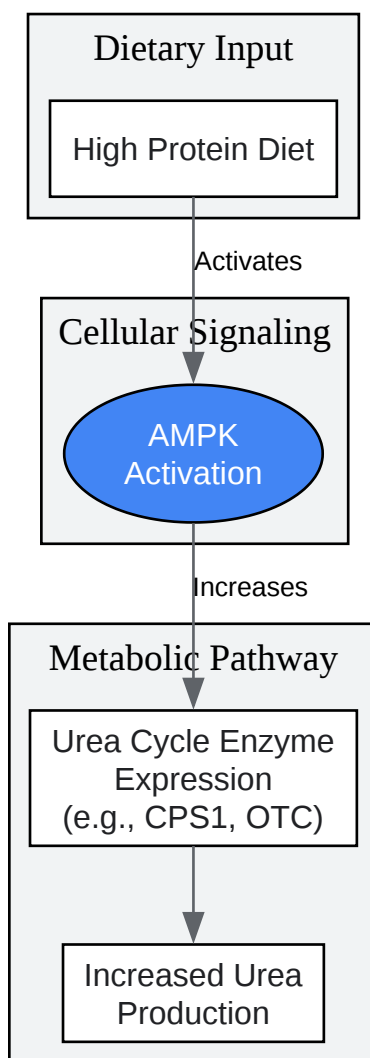 Dietary Input
High Protein Diet
Activates
Cellular Signaling
AMPK
Activation
Increases
Metabolic Pathway
Urea Cycle Enzyme
Expression
(e.g., CPS1, OTC)
Increased Urea
Production